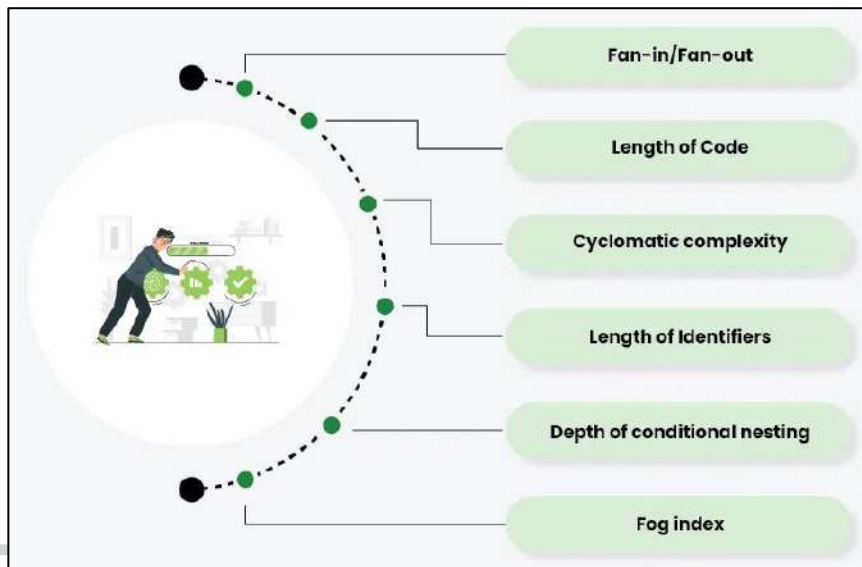 Fan-in/Fan-out
Length of Code
Cyclomatic complexity
Length of Identifiers
Depth of conditional nesting
Fog index